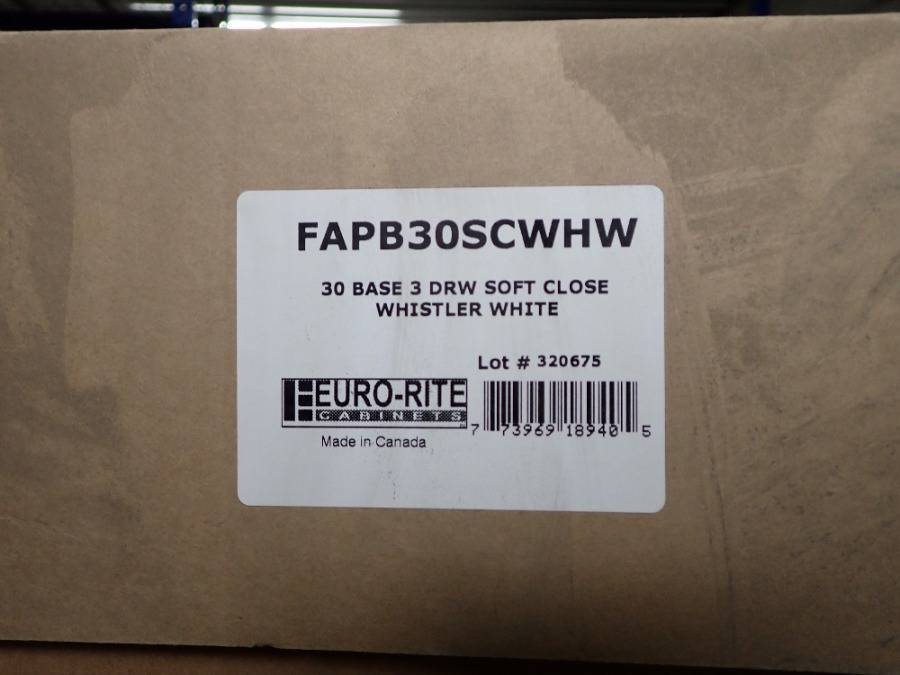 FAPB30SCWHW
30 BASE 3 DRW SOFT CLOSE
WHISTLER WHITE
Lot # 320675
EURO-RITE
CABINETS
7 73969 18940 5
Made in Canada